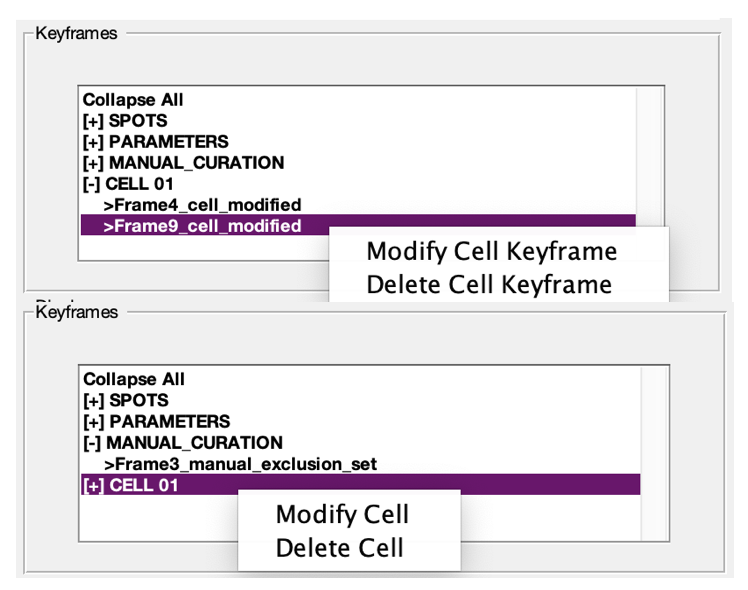 Keyframes
Collapse All
[+] SPOTS
[+] PARAMETERS
[+] MANUAL_CURATION
[-] CELL 01
>Frame4_cell_modified
>Frame9_cell_modified
Modify Cell Keyframe
Delete Cell Keyframe
Keyframes
Collapse All
[+] SPOTS
[+] PARAMETERS
[-] MANUAL_CURATION
>Frame3_manual_exclusion_set
[+] CELL 01
Modify Cell
Delete Cell